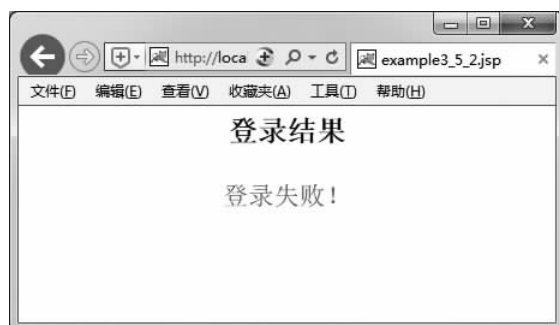 http://loca
example3_5_2.jsp
文件(F) 编辑(E) 查看(V) 收藏夹(A) 工具(T) 帮助(H)
登录结果
登录失败！